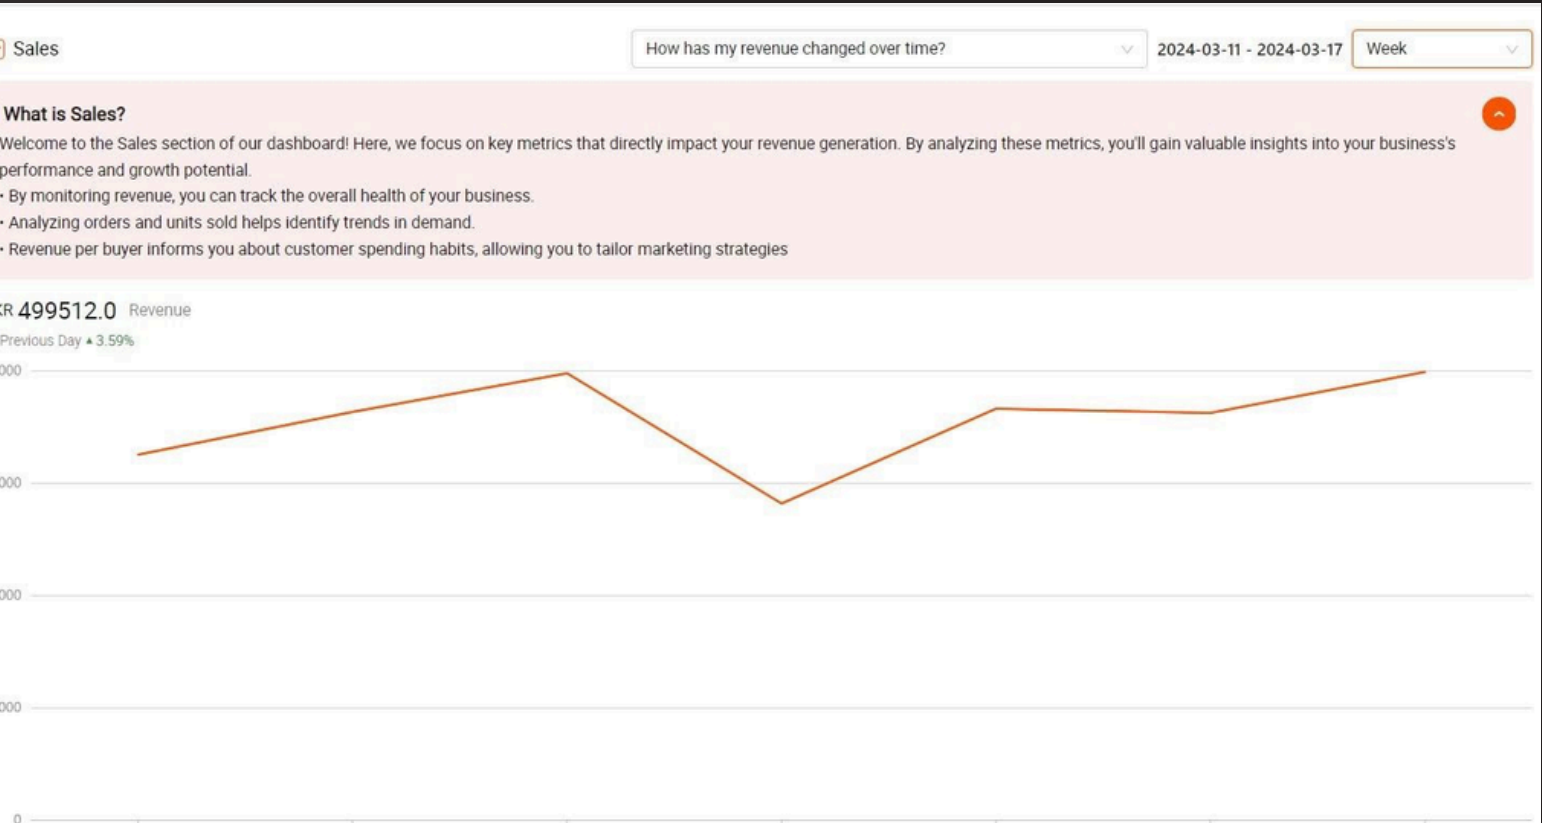 Sales
How has my revenue changed over time?
2024-03-11 - 2024-03-17
Week
What is Sales?
Welcome to the Sales section of our dashboard! Here, we focus on key metrics that directly impact your revenue generation. By analyzing these metrics, you'll gain valuable insights into your business's
performance and growth potential.
• By monitoring revenue, you can track the overall health of your business.
• Analyzing orders and units sold helps identify trends in demand.
• Revenue per buyer informs you about customer spending habits, allowing you to tailor marketing strategies
KR 499512.0 Revenue
Previous Day ▲ 3.59%
000
000
000
000
0